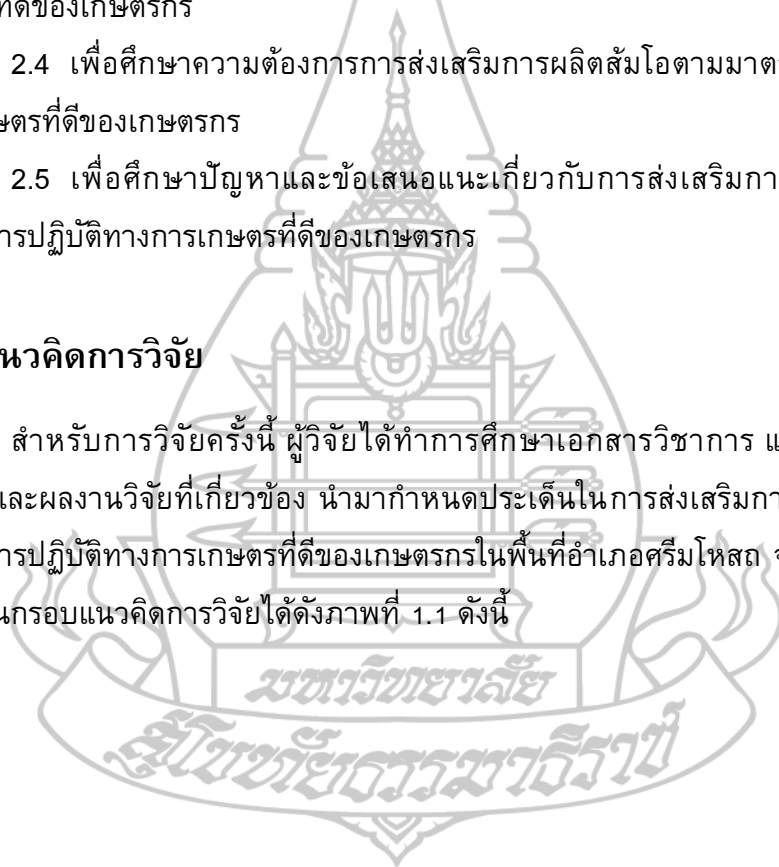 ที่ดีของเกษตรกร
2.4 เพื่อศึกษาความต้องการการส่งเสริมการผลิตส้มโอตามมาต
ษตรที่ดีของเกษตรกร
2.5 เพื่อศึกษาปัญหาและข้อเสนอแนะเกี่ยวกับการส่งเสริมกา
ารปฏิบัติทางการเกษตรที่ดีของเกษตรกร
นวคิดการวิจัย
สำหรับการวิจัยครั้งนี้ ผู้วิจัยได้ทำการศึกษาเอกสารวิชาการ แ
และผลงานวิจัยที่เกี่ยวข้อง นำมากำหนดประเด็นในการส่งเสริมกา
ารปฏิบัติทางการเกษตรที่ดีของเกษตรกรในพื้นที่อำเภอศรีมโหสถ จ
นกรอบแนวคิดการวิจัยได้ดังภาพที่ 1.1 ดังนี้
มหาวิทยาลัย
สุโขทัยธรรมาธิราช